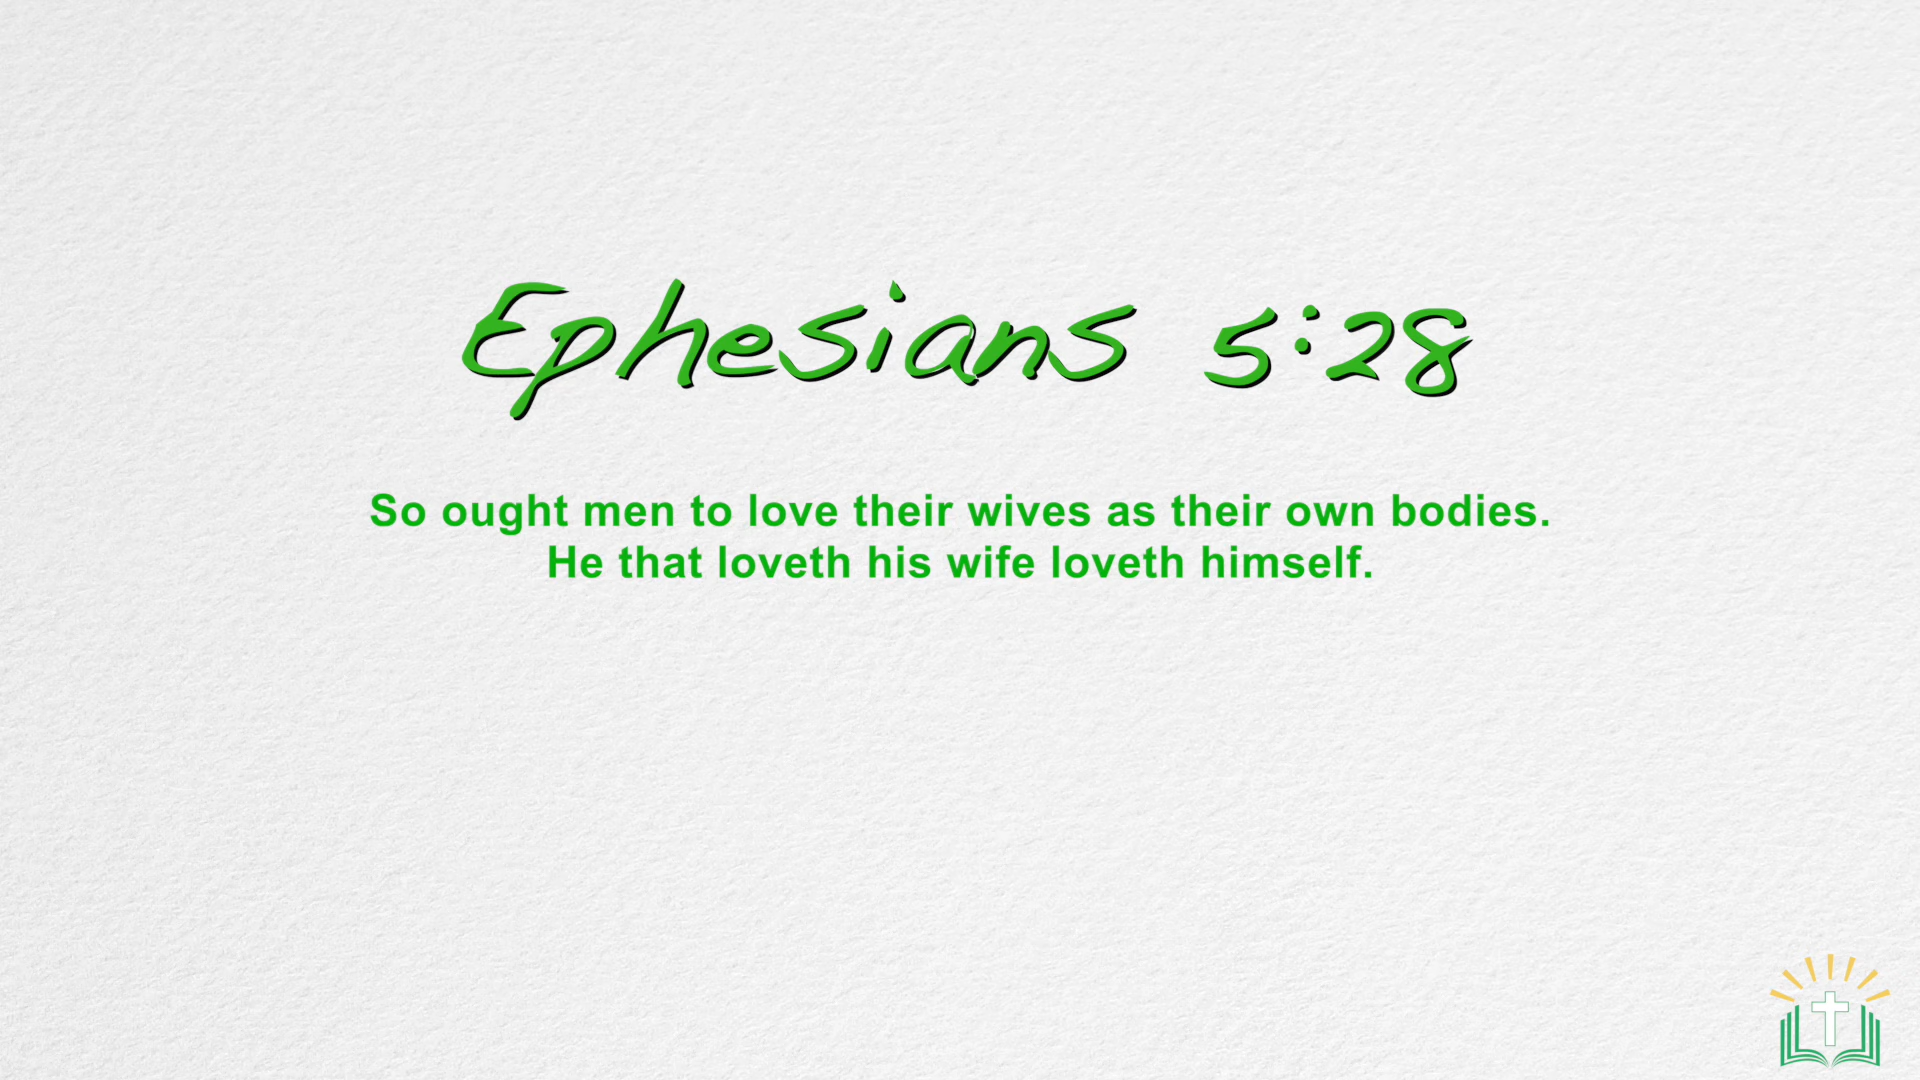 Ephesians 5:28
So ought men to love their wives as their own bodies.
He that loveth his wife loveth himself.